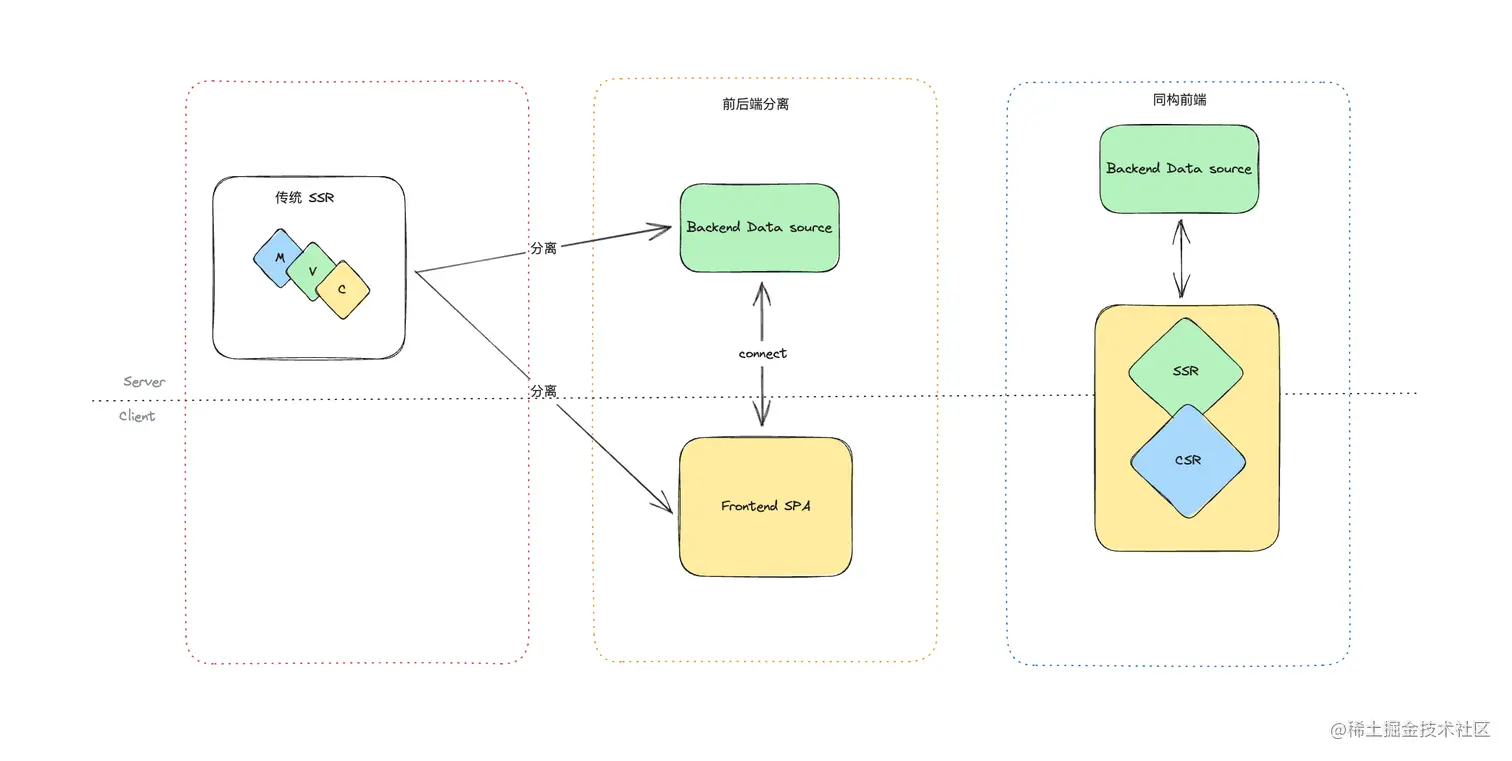 传统 SSR
M
V
C
Server
Client
分离
分离
前后端分离
Backend Data source
connect
Frontend SPA
同构前端
Backend Data source
SSR
CSR
@稀土掘金技术社区